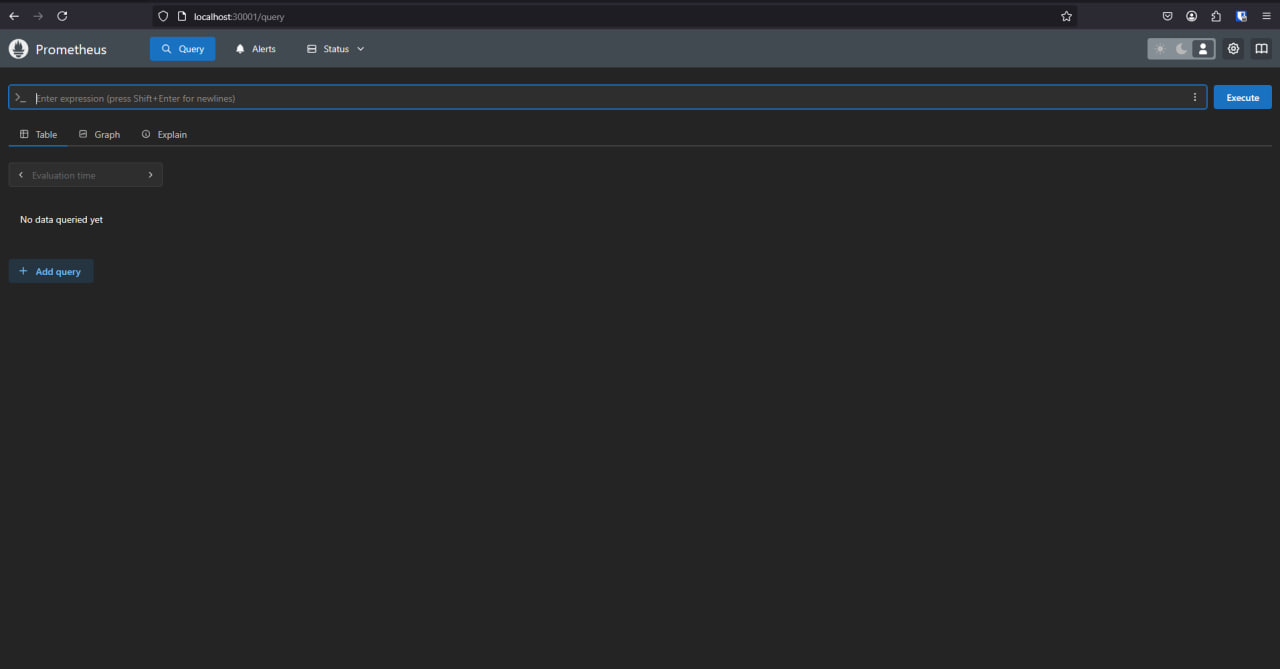 localhost:30001/query
Prometheus Query Alerts Status
>_ Enter expression (press Shift+Enter for newlines) Execute
Table Graph Explain
Evaluation time
No data queried yet
+ Add query